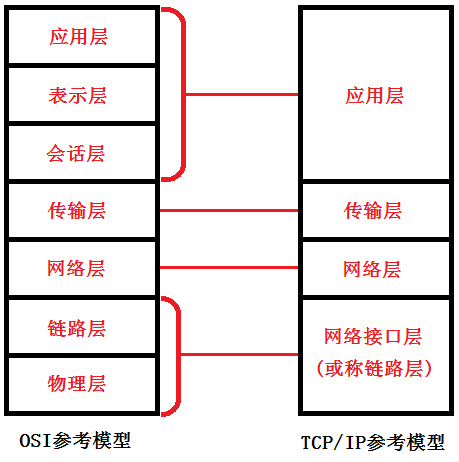 应用层
表示层
会话层
传输层
网络层
链路层
物理层
OSI参考模型
应用层
传输层
网络层
网络接口层
(或称链路层)
TCP/IP参考模型